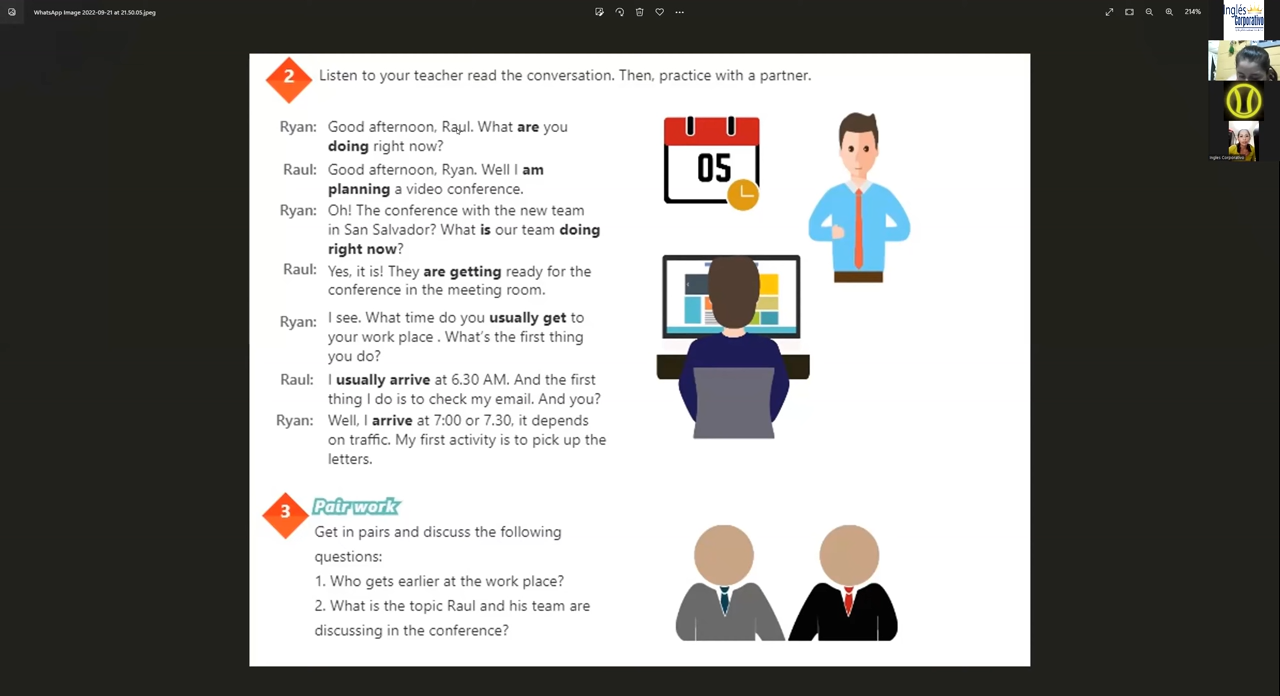 WhatsApp Image 2022-09-21 at 21.50.05.jpeg
214%
Inglés
Corporativo
2
Listen to your teacher read the conversation. Then, practice with a partner.
Ryan: Good afternoon, Raul. What are you
doing right now?
Raul: Good afternoon, Ryan. Well I am
planning a video conference.
Ryan: Oh! The conference with the new team
in San Salvador? What is our team doing
right now?
Raul: Yes, it is! They are getting ready for the
conference in the meeting room.
Ryan: I see. What time do you usually get to
your work place . What's the first thing
you do?
Raul: I usually arrive at 6.30 AM. And the first
thing I do is to check my email. And you?
Ryan: Well, I arrive at 7:00 or 7.30, it depends
on traffic. My first activity is to pick up the
letters.
05
3
Pair work
Get in pairs and discuss the following
questions:
1. Who gets earlier at the work place?
2. What is the topic Raul and his team are
discussing in the conference?
Inglés Corporativo